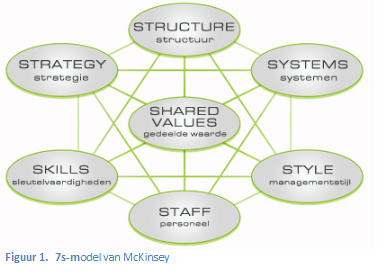 STRUCTURE
structuur
STRATEGY
strategie
SYSTEMS
systemen
SHARED
VALUES
gedeelde waarde
SKILLS
sleutelvaardigheden
STYLE
managementstijl
STAFF
personeel
Figuur 1. 7s-model van McKinsey